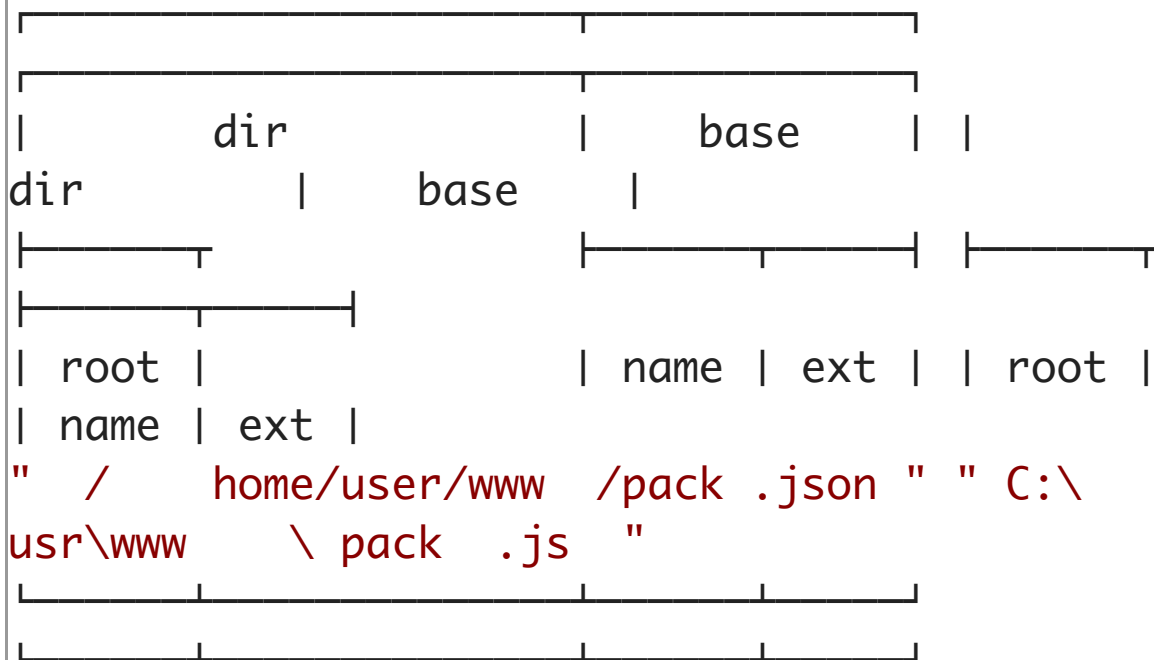 ┌─────────────────────┬────────────┐
┌─────────────────────┬────────────┐
|       dir           |    base    | |
dir        |    base    |
├──────┬              ├──────┬─────┤ ├──────┬
├──────┬─────┤
| root |              | name | ext | | root |
| name | ext |
"  /    home/user/www  /pack .json " " C:\
usr\www    \ pack  .js  "
└──────┴──────────────┴──────┴─────┘
└──────┴──────────────┴──────┴─────┘